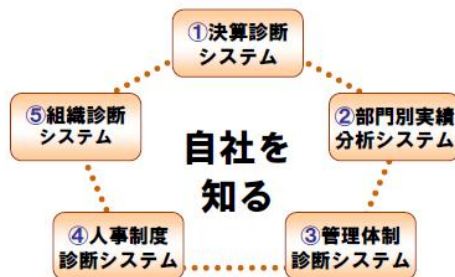 ①決算診断
システム
②部門別実績
分析システム
③管理体制
診断システム
④人事制度
診断システム
⑤組織診断
システム
自社を
知る